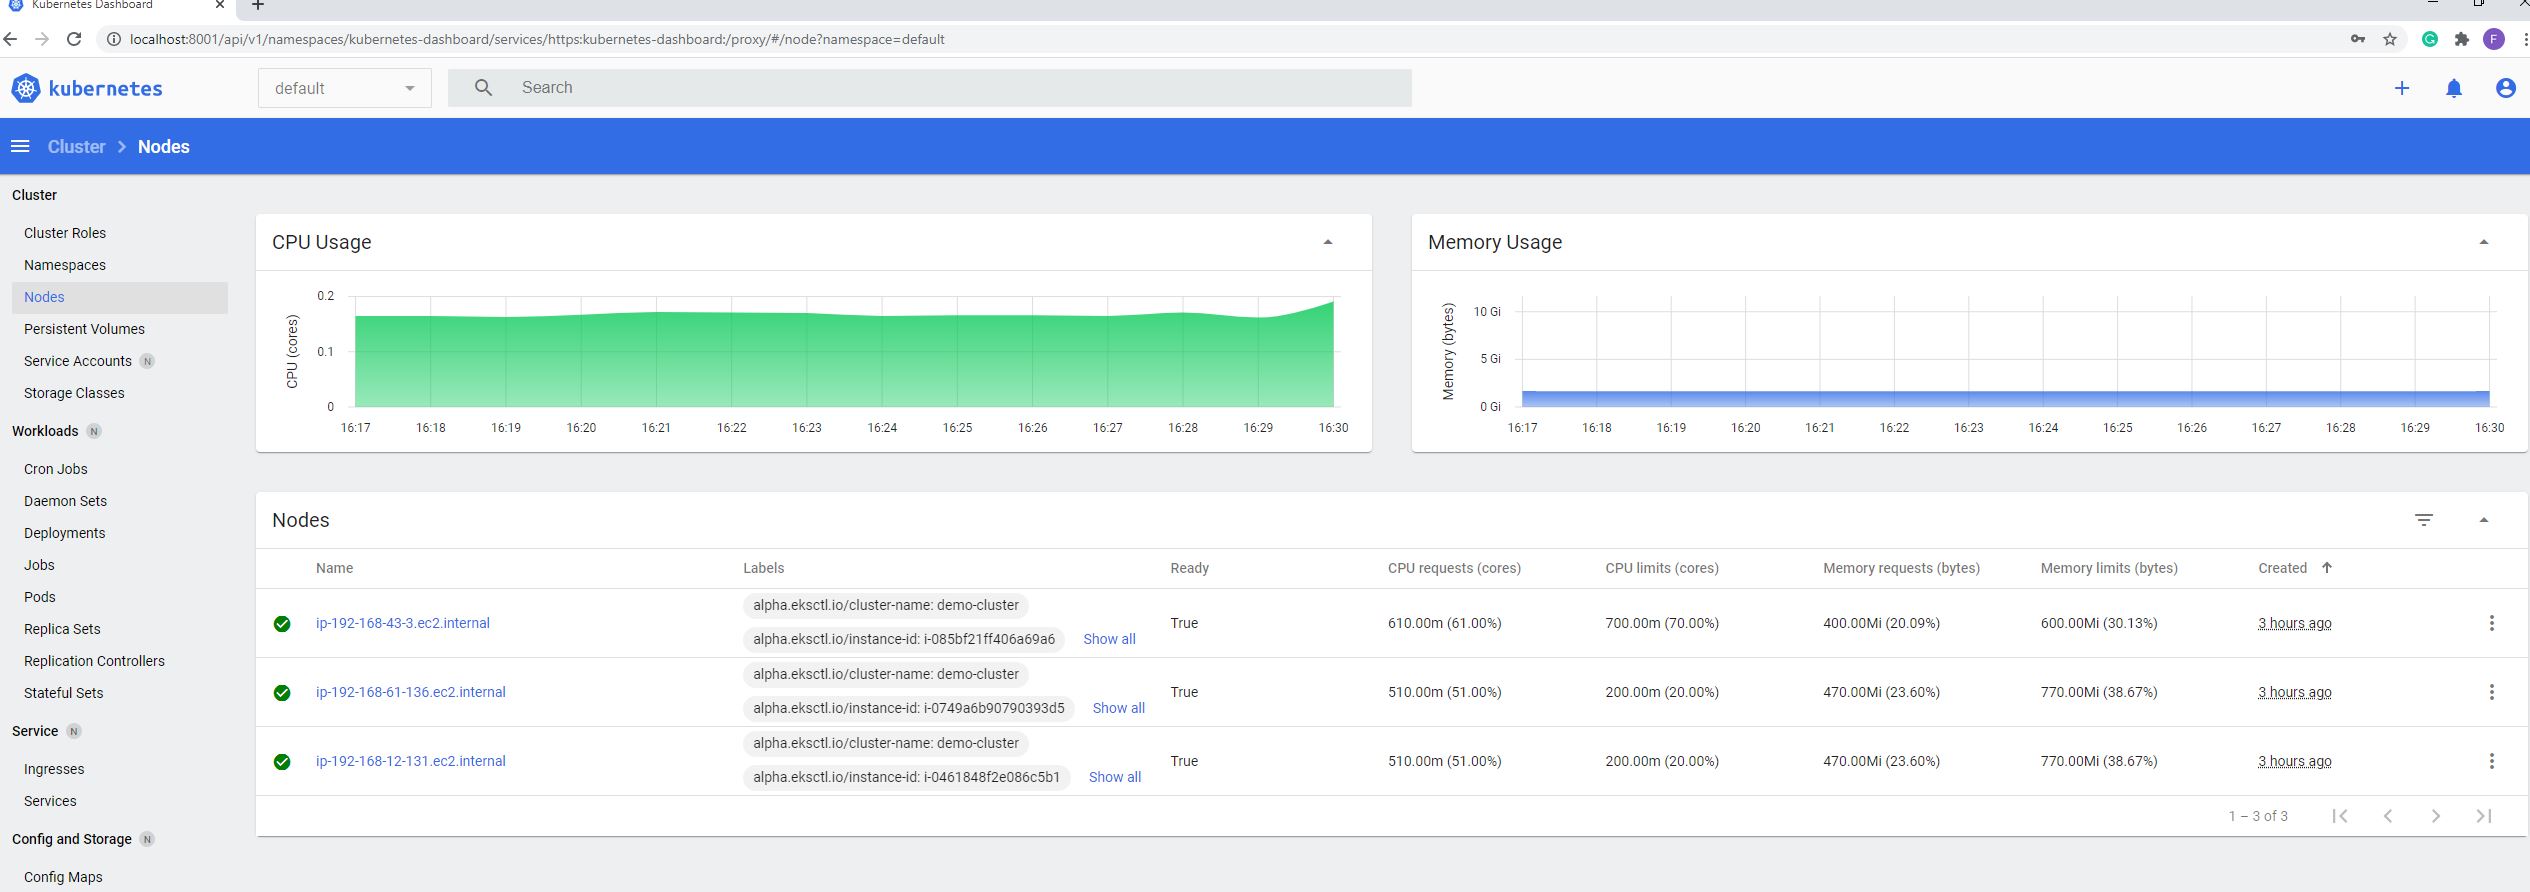 Kubernetes Dashboard
localhost:8001/api/v1/namespaces/kubernetes-dashboard/services/https:kubernetes-dashboard:/proxy/#/node?namespace=default
F
kubernetes
default
Search
Cluster
Nodes
Cluster
Cluster Roles
Namespaces
Nodes
Persistent Volumes
Service Accounts N
Storage Classes
Workloads N
Cron Jobs
Daemon Sets
Deployments
Jobs
Pods
Replica Sets
Replication Controllers
Stateful Sets
Service N
Ingresses
Services
Config and Storage N
Config Maps
CPU Usage
CPU (cores)
0.2
0.1
0
16:17 16:18 16:19 16:20 16:21 16:22 16:23 16:24 16:25 16:26 16:27 16:28 16:29 16:30
Memory Usage
Memory (bytes)
10 Gi
5 Gi
0 Gi
16:17 16:18 16:19 16:20 16:21 16:22 16:23 16:24 16:25 16:26 16:27 16:28 16:29 16:30
Nodes
Name Labels Ready CPU requests (cores) CPU limits (cores) Memory requests (bytes) Memory limits (bytes) Created
alpha.eksctl.io/cluster-name: demo-cluster
ip-192-168-43-3.ec2.internal True 610.00m (61.00%) 700.00m (70.00%) 400.00Mi (20.09%) 600.00Mi (30.13%) 3 hours ago
alpha.eksctl.io/instance-id: i-085bf21ff406a69a6 Show all
alpha.eksctl.io/cluster-name: demo-cluster
ip-192-168-61-136.ec2.internal True 510.00m (51.00%) 200.00m (20.00%) 470.00Mi (23.60%) 770.00Mi (38.67%) 3 hours ago
alpha.eksctl.io/instance-id: i-0749a6b90790393d5 Show all
alpha.eksctl.io/cluster-name: demo-cluster
ip-192-168-12-131.ec2.internal True 510.00m (51.00%) 200.00m (20.00%) 470.00Mi (23.60%) 770.00Mi (38.67%) 3 hours ago
alpha.eksctl.io/instance-id: i-0461848f2e086c5b1 Show all
1 – 3 of 3